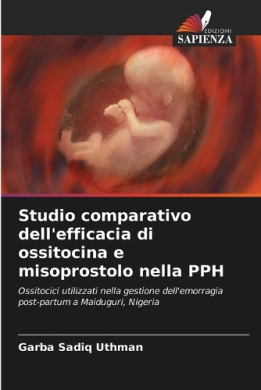 EDIZIONI
SAPIENZA
Studio comparativo
dell'efficacia di
ossitocina e
misoprostolo nella PPH
Ossitocici utilizzati nella gestione dell'emorragia
post-partum a Maiduguri, Nigeria
Garba Sadiq Uthman